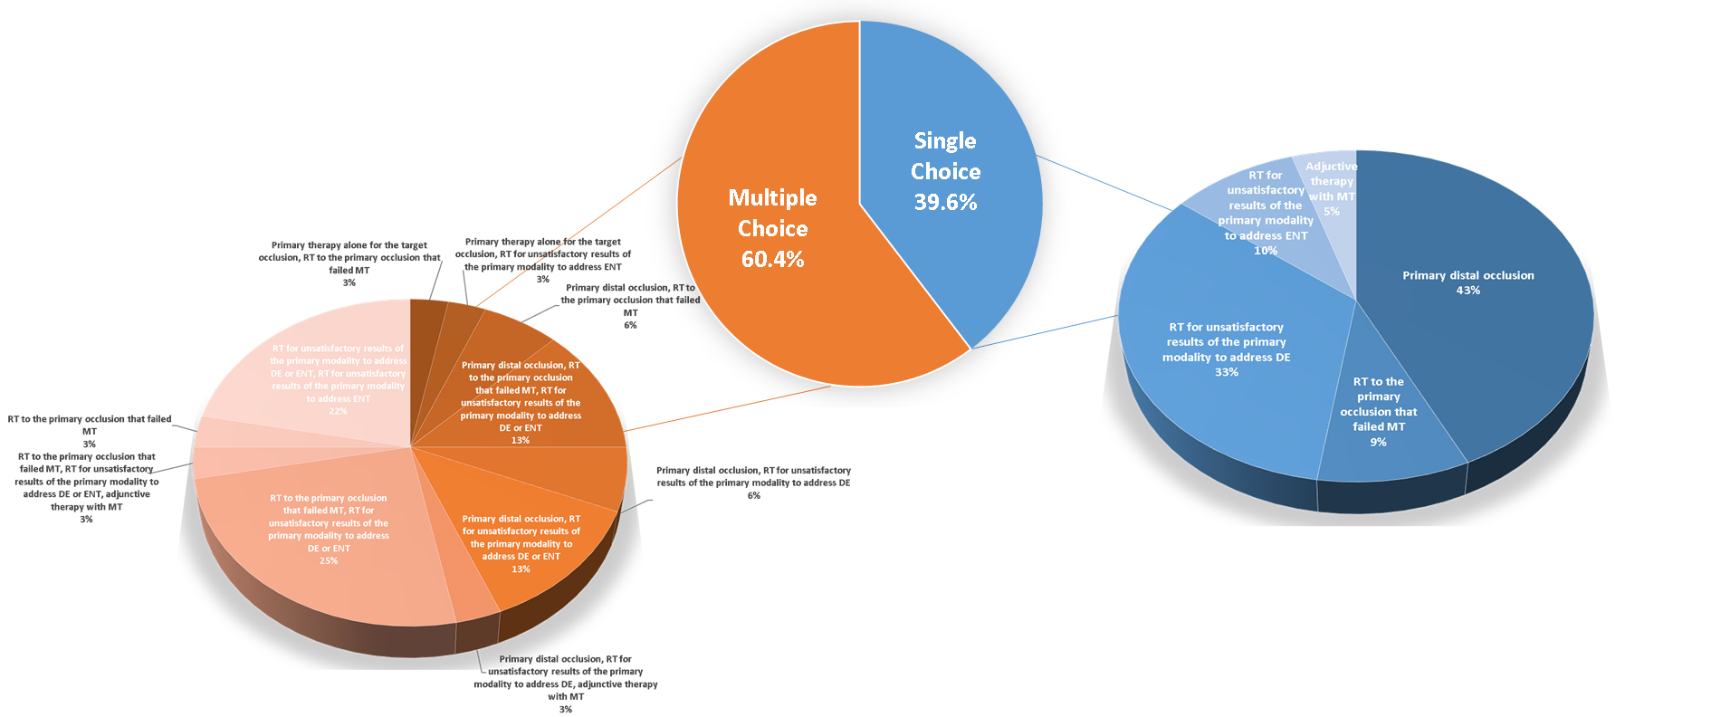 Single
Choice
39.6%
Multiple
Choice
60.4%
Primary therapy alone for the target
occlusion, RT to the primary occlusion that
failed MT
3%
Primary therapy alone for the target
occlusion, RT for unsatisfactory results of
the primary modality to address ENT
3%
Primary distal occlusion, RT to
the primary occlusion that failed
MT
6%
Primary distal occlusion, RT
to the primary occlusion
that failed MT, RT for
unsatisfactory results of the
primary modality to address
DE or ENT
13%
Primary distal occlusion, RT for unsatisfactory
results of the primary modality to address DE
6%
Primary distal occlusion, RT
for unsatisfactory results of
the primary modality to
address DE or ENT
13%
Primary distal occlusion, RT for
unsatisfactory results of the primary
modality to address DE, adjunctive therapy
with MT
3%
RT to the primary occlusion
that failed MT, RT for
unsatisfactory results of the
primary modality to address
DE or ENT
25%
RT to the primary occlusion that
failed MT, RT for unsatisfactory
results of the primary modality to
address DE or ENT, adjunctive
therapy with MT
3%
RT to the primary occlusion that failed
MT
3%
RT for unsatisfactory results of
the primary modality to address
DE or ENT, RT for unsatisfactory
results of the primary modality
to address ENT
22%
Adjuctive
therapy
with MT
5%
RT for
unsatisfactory
results of the
primary modality
to address ENT
10%
Primary distal occlusion
43%
RT for unsatisfactory
results of the primary
modality to address DE
33%
RT to the
primary
occlusion that
failed MT
9%